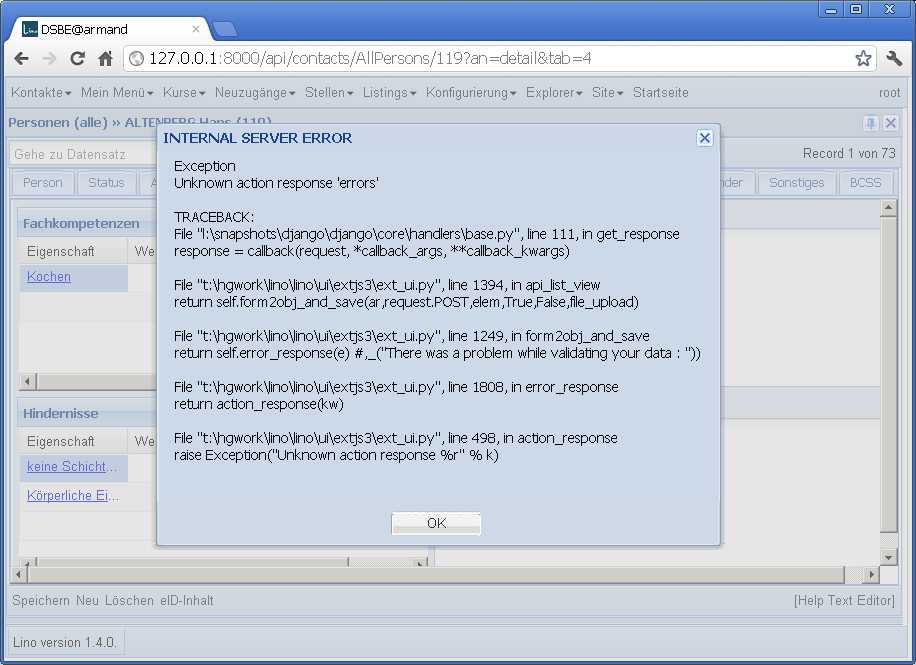 DSBE@armand
127.0.0.1:8000/api/contacts/AllPersons/119?an=detail&tab=4
Kontakte Mein Menü Kurse Neuzugänge Stellen Listings Konfigurierung Explorer Site Startseite root
Personen (alle) » ALTENBERG Hans (119)
INTERNAL SERVER ERROR
Gehe zu Datensatz Record 1 von 73
Person Status A nder Sonstiges BCSS
Exception
Unknown action response 'errors'
TRACEBACK:
File "l:\snapshots\django\django\core\handlers\base.py", line 111, in get_response
response = callback(request, *callback_args, **callback_kwargs)
File "t:\hgwork\lino\lino\ui\extjs3\ext_ui.py", line 1394, in api_list_view
return self.form2obj_and_save(ar,request.POST,elem,True,False,file_upload)
File "t:\hgwork\lino\lino\ui\extjs3\ext_ui.py", line 1249, in form2obj_and_save
return self.error_response(e) #,_("There was a problem while validating your data : "))
File "t:\hgwork\lino\lino\ui\extjs3\ext_ui.py", line 1808, in error_response
return action_response(kw)
File "t:\hgwork\lino\lino\ui\extjs3\ext_ui.py", line 498, in action_response
raise Exception("Unknown action response %r" % k)
OK
Fachkompetenzen
Eigenschaft We
Kochen
Hindernisse
Eigenschaft We
keine Schicht...
Körperliche Ei...
Speichern Neu Löschen eID-Inhalt [Help Text Editor]
Lino version 1.4.0.